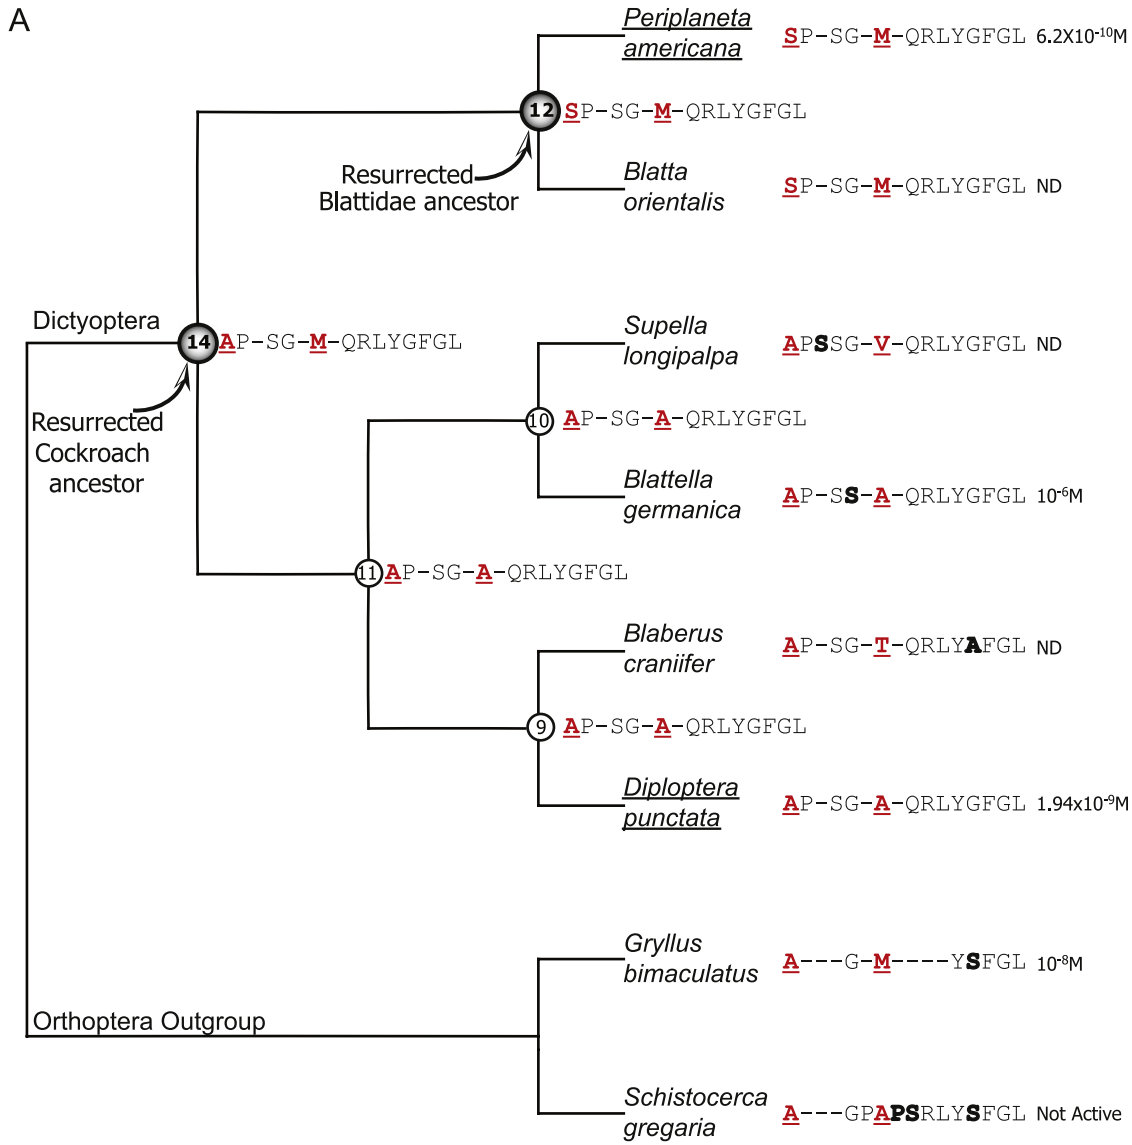 A
Periplaneta
americana
SP-SG-M-QRLYGFGL 6.2X10⁻¹⁰M
12 SP-SG-M-QRLYGFGL
Resurrected
Blattidae ancestor
Blatta
orientalis
SP-SG-M-QRLYGFGL ND
Dictyoptera
14 AP-SG-M-QRLYGFGL
Resurrected
Cockroach
ancestor
Supella
longipalpa
APSSG-V-QRLYGFGL ND
10 AP-SG-A-QRLYGFGL
Blattella
germanica
AP-SS-A-QRLYGFGL 10⁻⁶M
11 AP-SG-A-QRLYGFGL
Blaberus
craniifer
AP-SG-T-QRLYAFGL ND
9 AP-SG-A-QRLYGFGL
Diploptera
punctata
AP-SG-A-QRLYGFGL 1.94x10⁻⁹M
Gryllus
bimaculatus
A---G-M----YSFGL 10⁻⁸M
Orthoptera Outgroup
Schistocerca
gregaria
A---GPAPSRLYSFGL Not Active